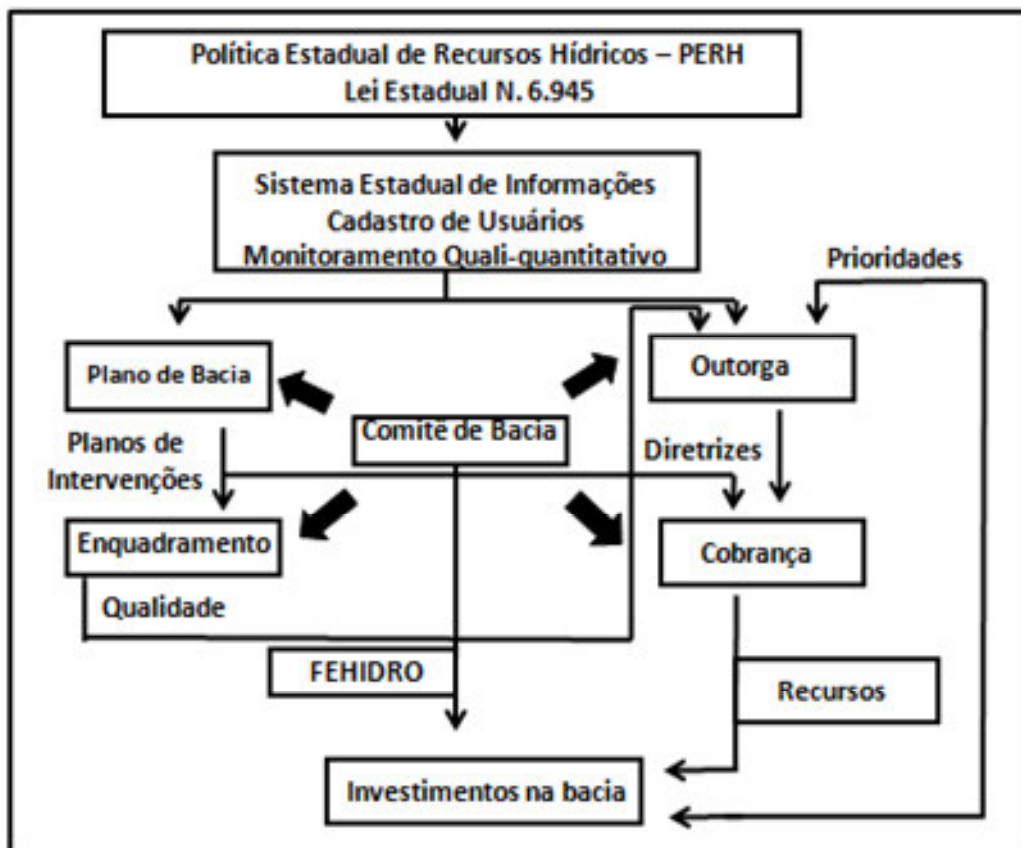 Política Estadual de Recursos Hídricos – PERH
Lei Estadual N. 6.945
Sistema Estadual de Informações
Cadastro de Usuários
Monitoramento Quali-quantitativo
Prioridades
Plano de Bacia
Outorga
Comitê de Bacia
Planos de
Intervenções
Diretrizes
Enquadramento
Cobrança
Qualidade
FEHIDRO
Recursos
Investimentos na bacia